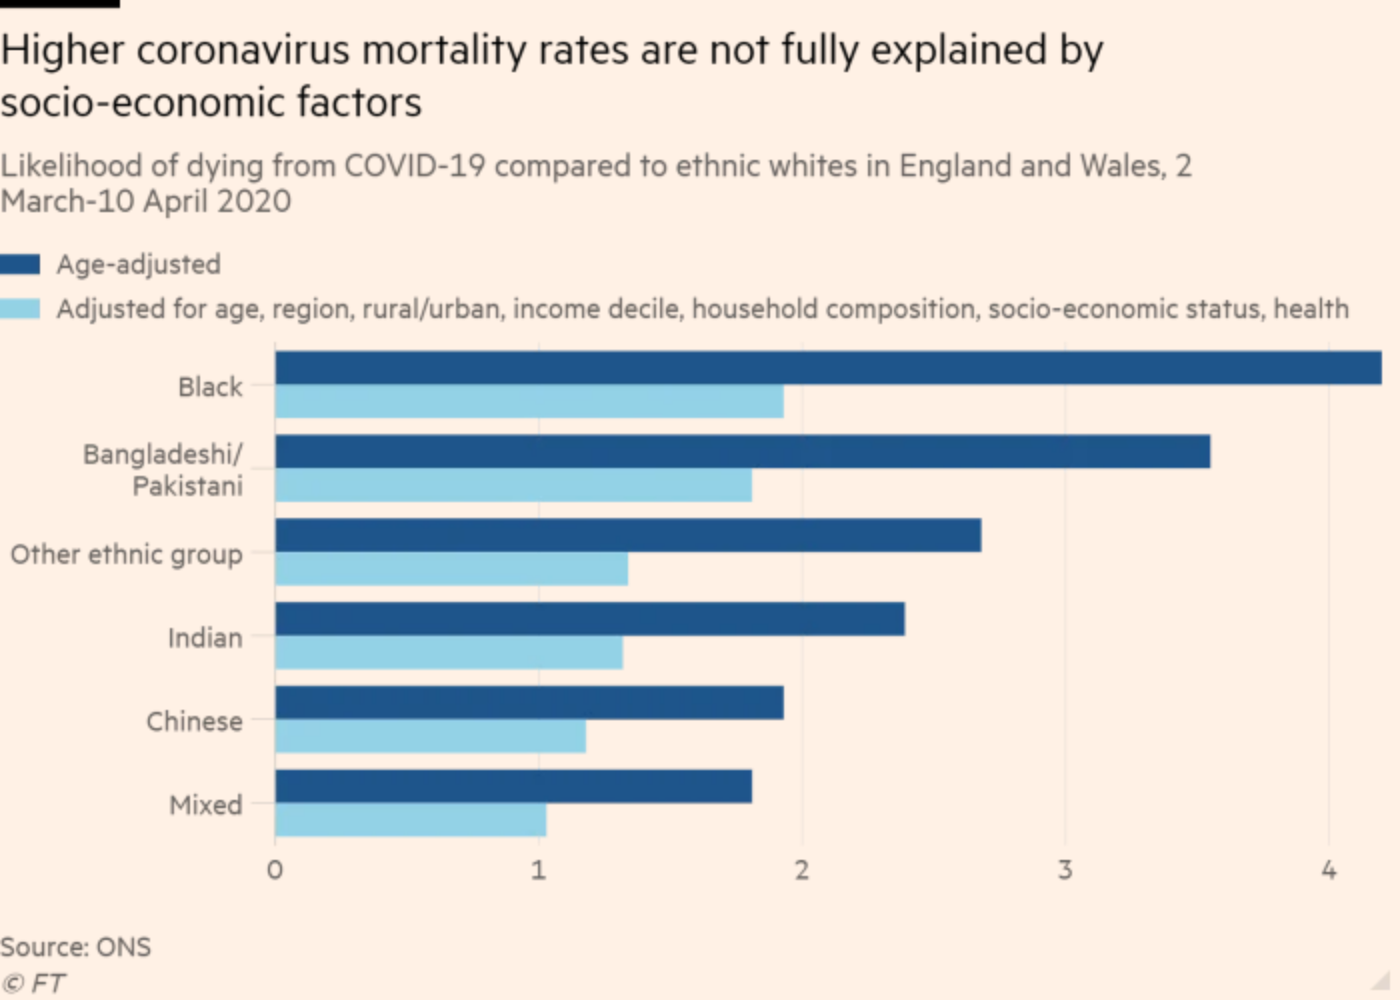 Higher coronavirus mortality rates are not fully explained by
socio-economic factors
Likelihood of dying from COVID-19 compared to ethnic whites in England and Wales, 2
March-10 April 2020
Age-adjusted
Adjusted for age, region, rural/urban, income decile, household composition, socio-economic status, health
Black
Bangladeshi/
Pakistani
Other ethnic group
Indian
Chinese
Mixed
0 1 2 3 4
Source: ONS
© FT